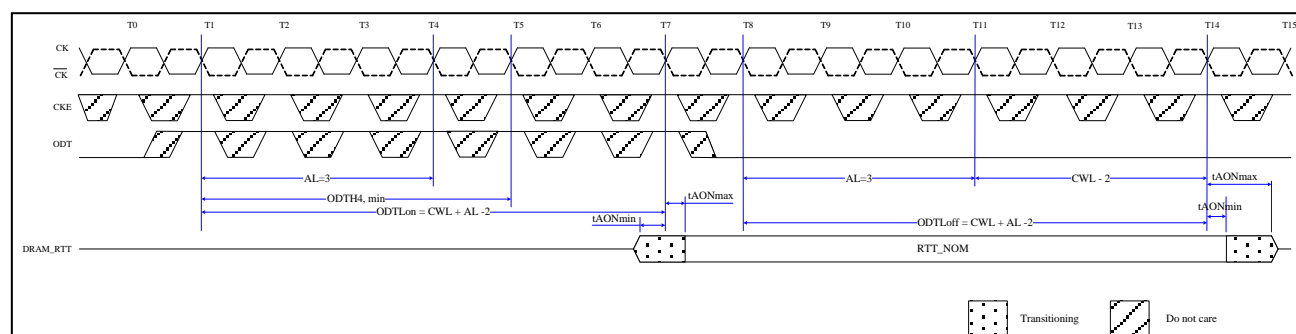 T0 T1 T2 T3 T4 T5 T6 T7 T8 T9 T10 T11 T12 T13 T14 T15
CK
CK
CKE
ODT
AL=3
AL=3
CWL - 2
tAONmax
ODTH4, min
tAONmax
ODTLon = CWL + AL -2
tAONmin
tAONmin
ODTLoff = CWL + AL -2
DRAM_RTT
RTT_NOM
Transitioning
Do not care